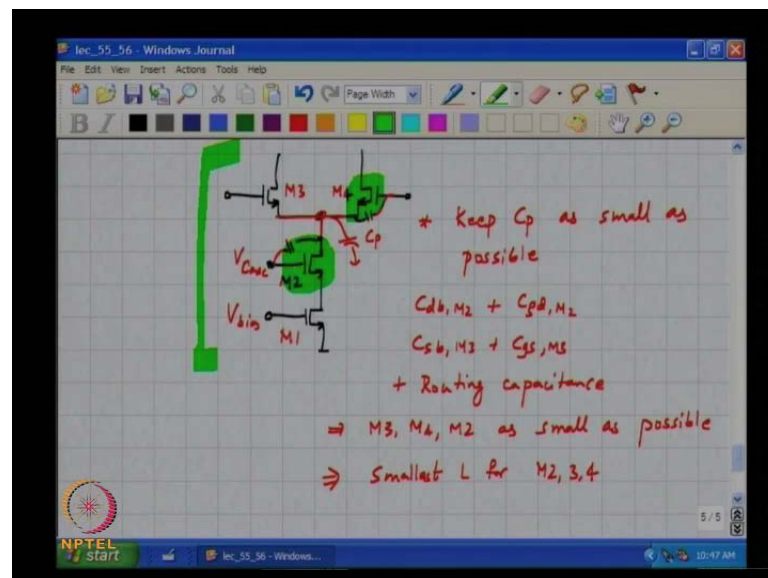 lec_55_56 - Windows Journal
File Edit View Insert Actions Tools Help
Page Width
B I
M3 M4
* Keep Cp as small as
possible
Cp
Vcasc
M2
Cdb,M2 + Cgd,M2
Vbias
M1
Csb,M3 + Cgs,M3
+ Routing capacitance
⇒ M3, M4, M2 as small as possible
⇒ Smallest L for M2,3,4
5 / 5
NPTEL
start lec_55_56 - Windows... 10:47 AM